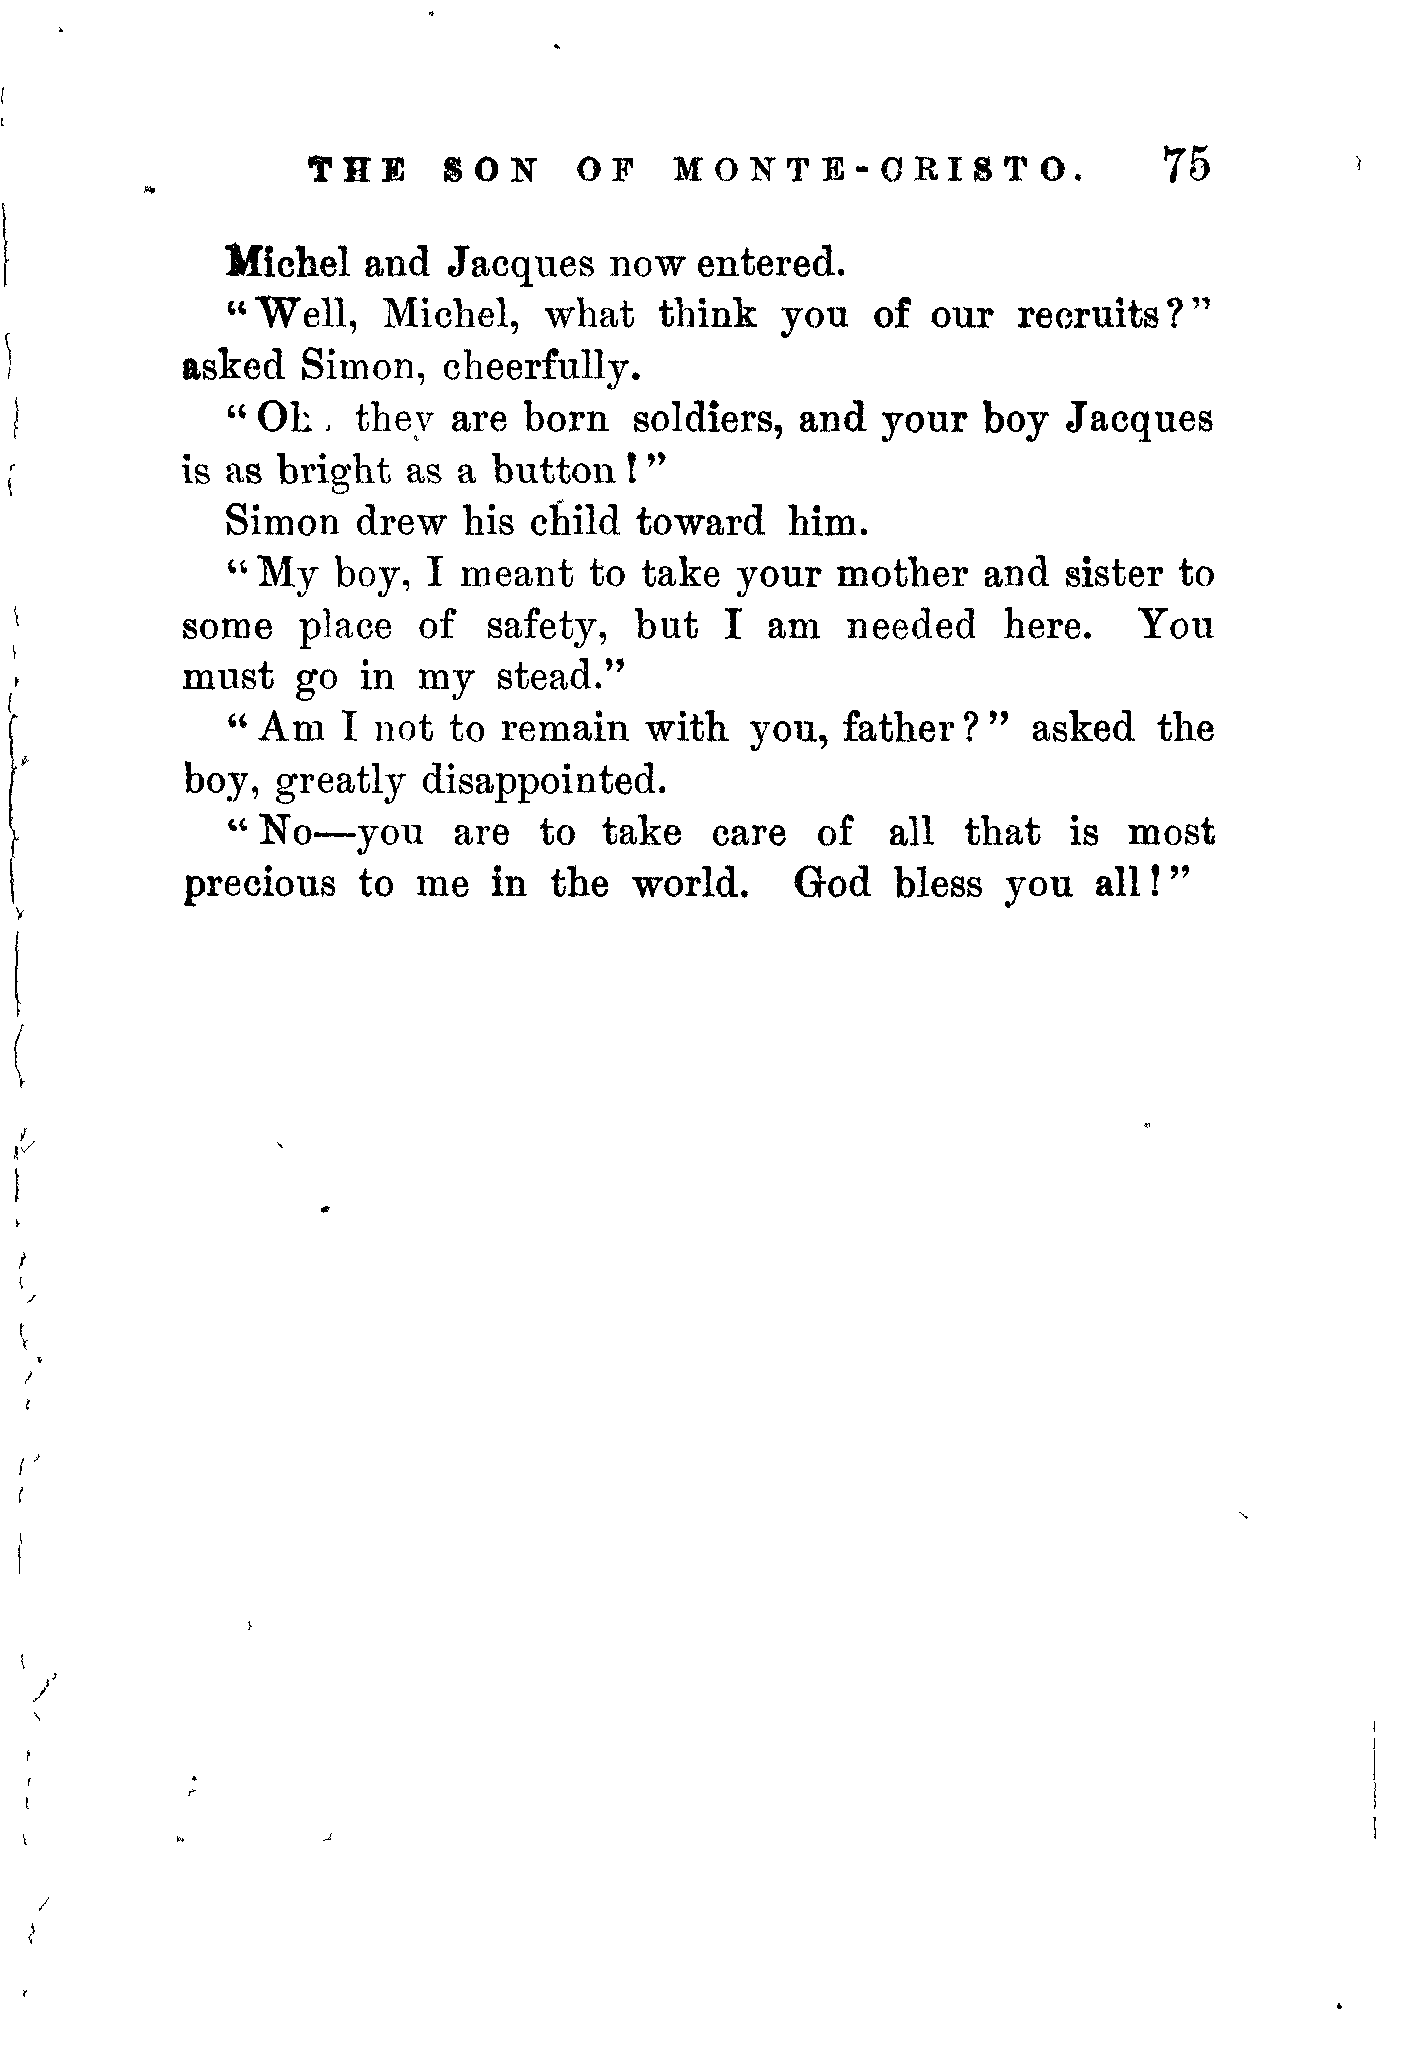 THE SON OF MONTE-CRISTO. 75
Michel and Jacques now entered.
“Well, Michel, what think you of our recruits?”
asked Simon, cheerfully.
“Oh, they are born soldiers, and your boy Jacques
is as bright as a button!”
Simon drew his child toward him.
“My boy, I meant to take your mother and sister to
some place of safety, but I am needed here. You
must go in my stead.”
“Am I not to remain with you, father?” asked the
boy, greatly disappointed.
“No—you are to take care of all that is most
precious to me in the world. God bless you all!”